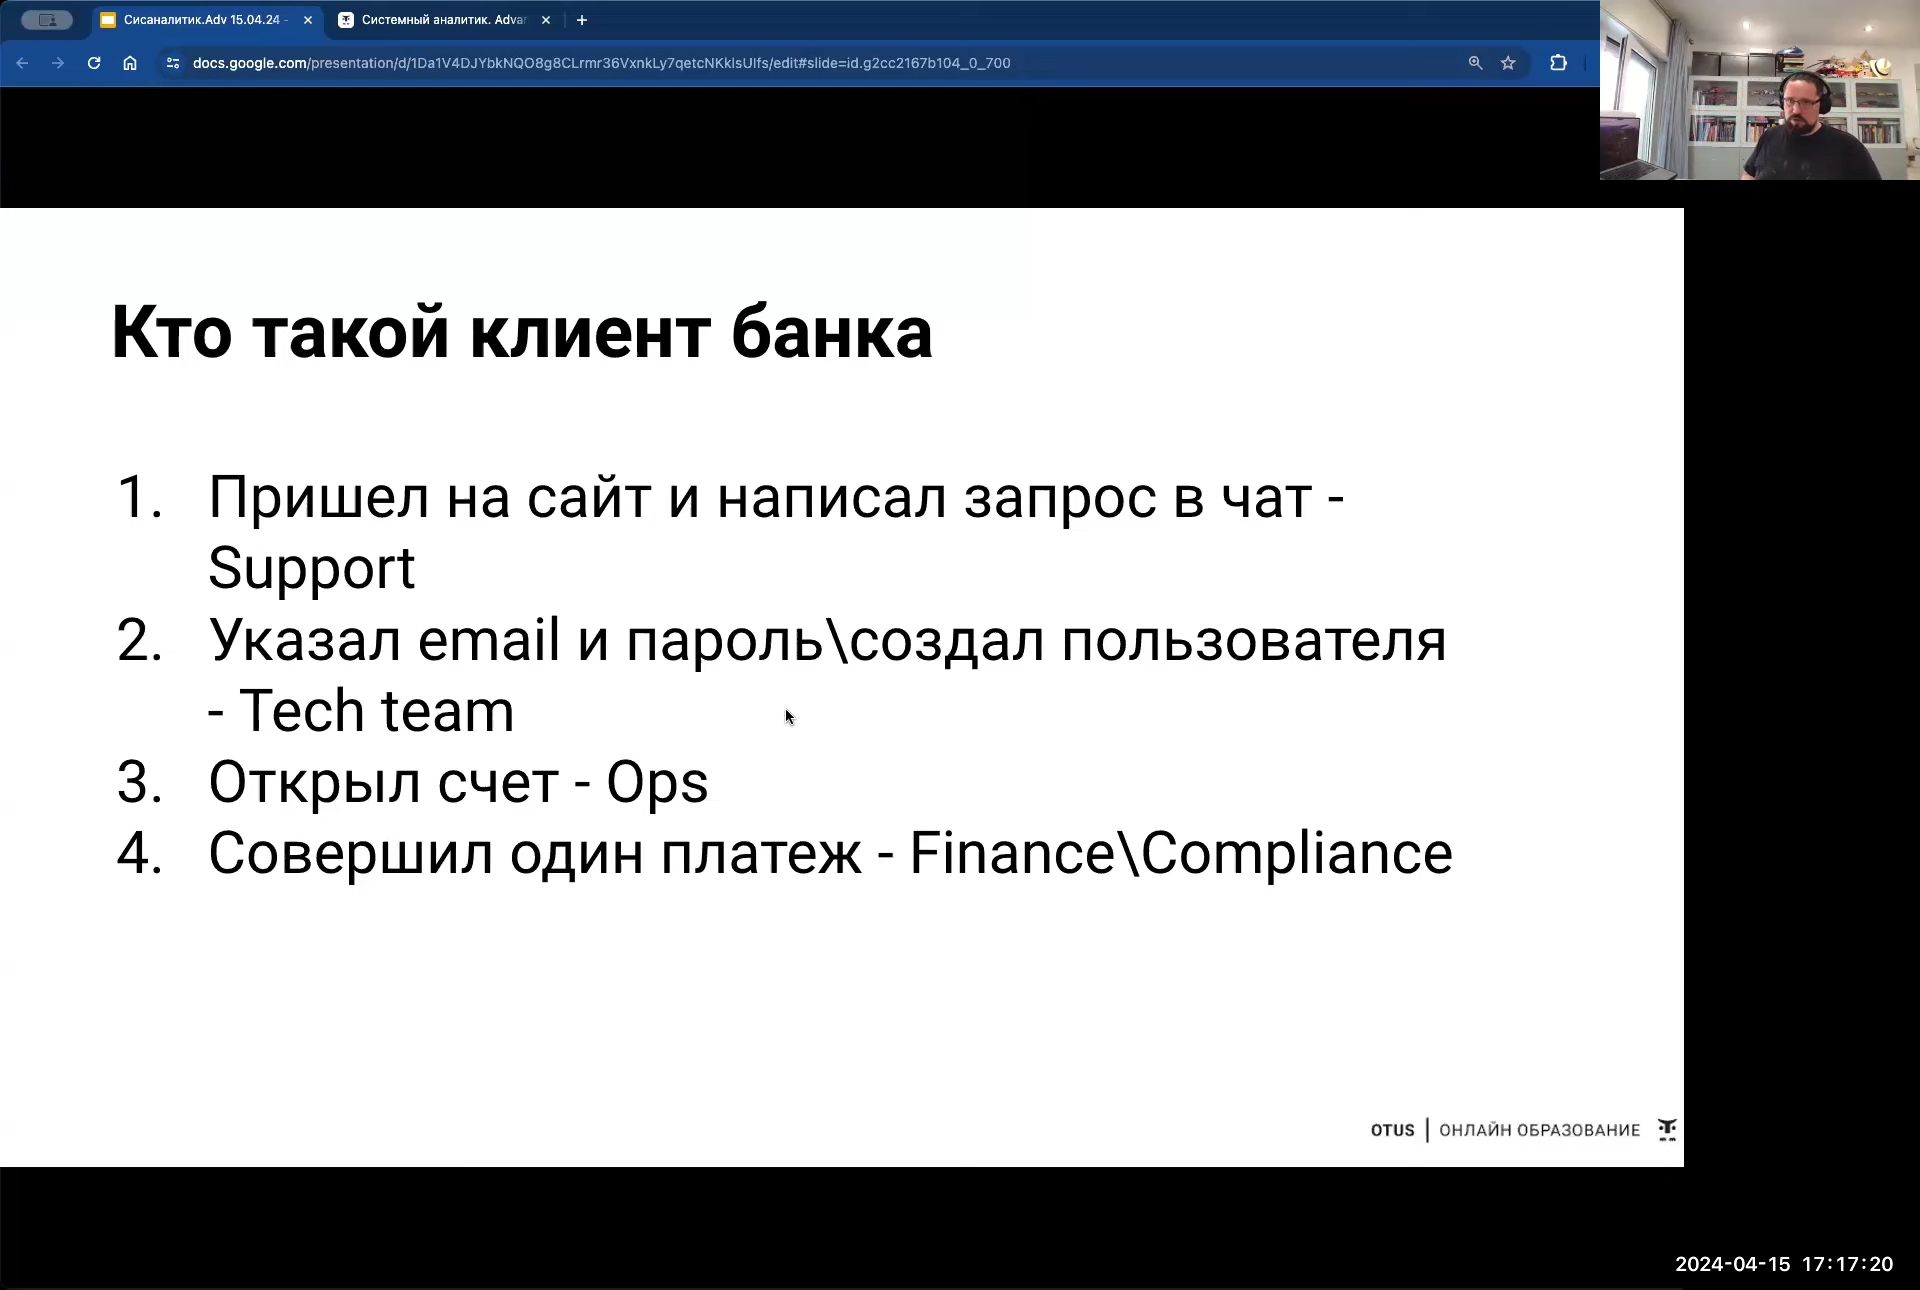 Сисаналитик.Adv 15.04.24 -
Системный аналитик. Advan
docs.google.com/presentation/d/1Da1V4DJYbkNQO8g8CLrmr36VxnkLy7qetcNKklsUlfs/edit#slide=id.g2cc2167b104_0_700
Кто такой клиент банка
1. Пришел на сайт и написал запрос в чат -
Support
2. Указал email и пароль\создал пользователя
- Tech team
3. Открыл счет - Ops
4. Совершил один платеж - Finance\Compliance
OTUS | ОНЛАЙН ОБРАЗОВАНИЕ
2024-04-15 17:17:20